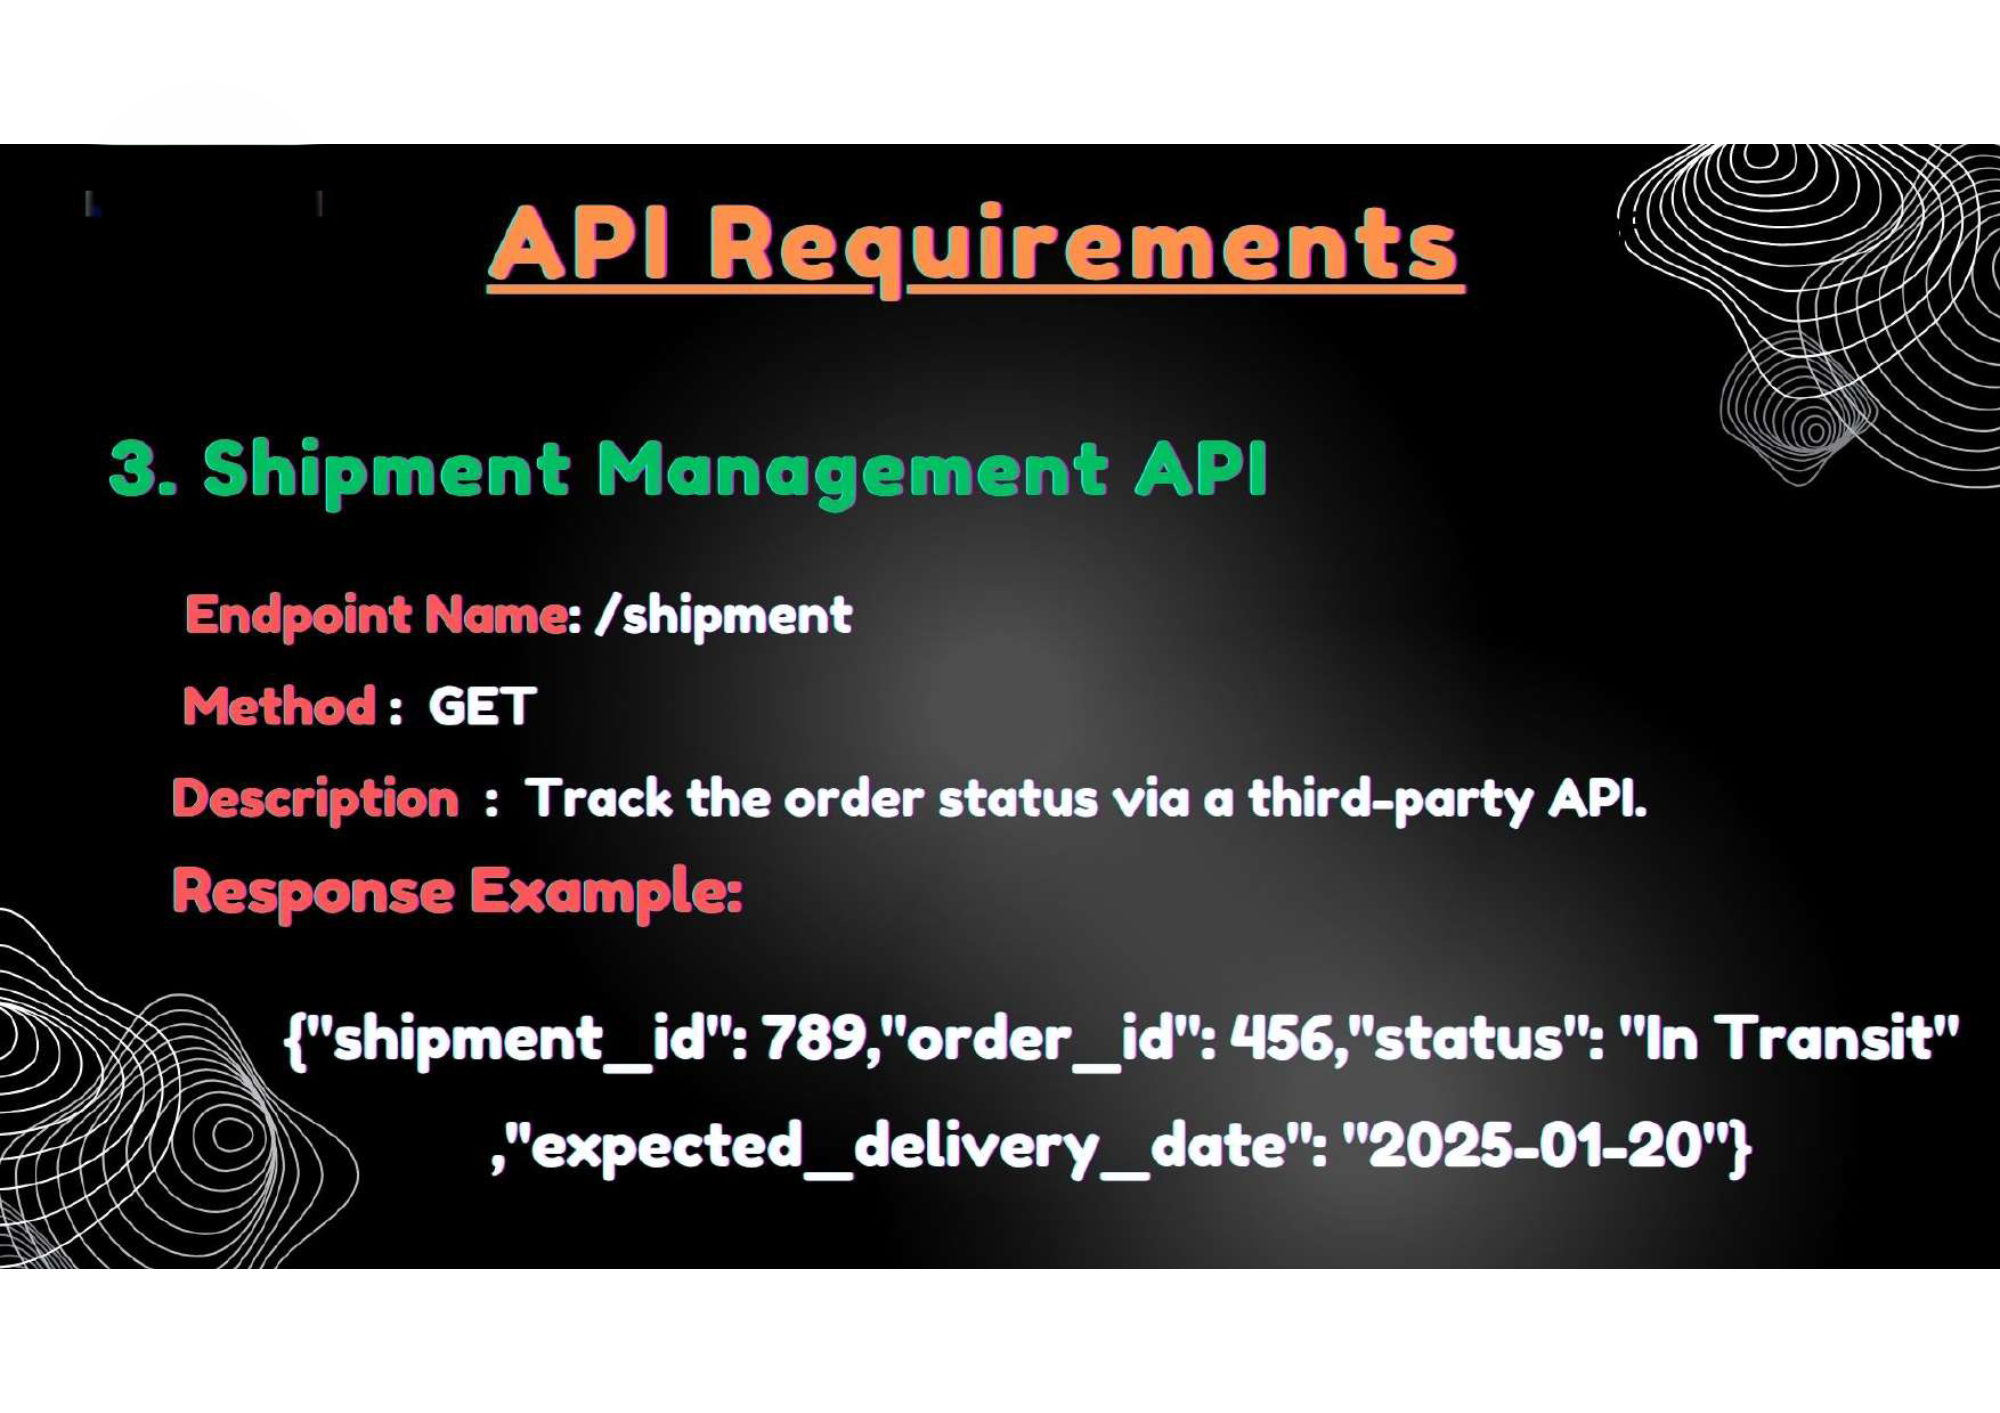 API Requirements
3. Shipment Management API
Endpoint Name: /shipment
Method : GET
Description : Track the order status via a third-party API.
Response Example:
{"shipment_id": 789,"order_id": 456,"status": "In Transit"
,"expected_delivery_date": "2025-01-20"}